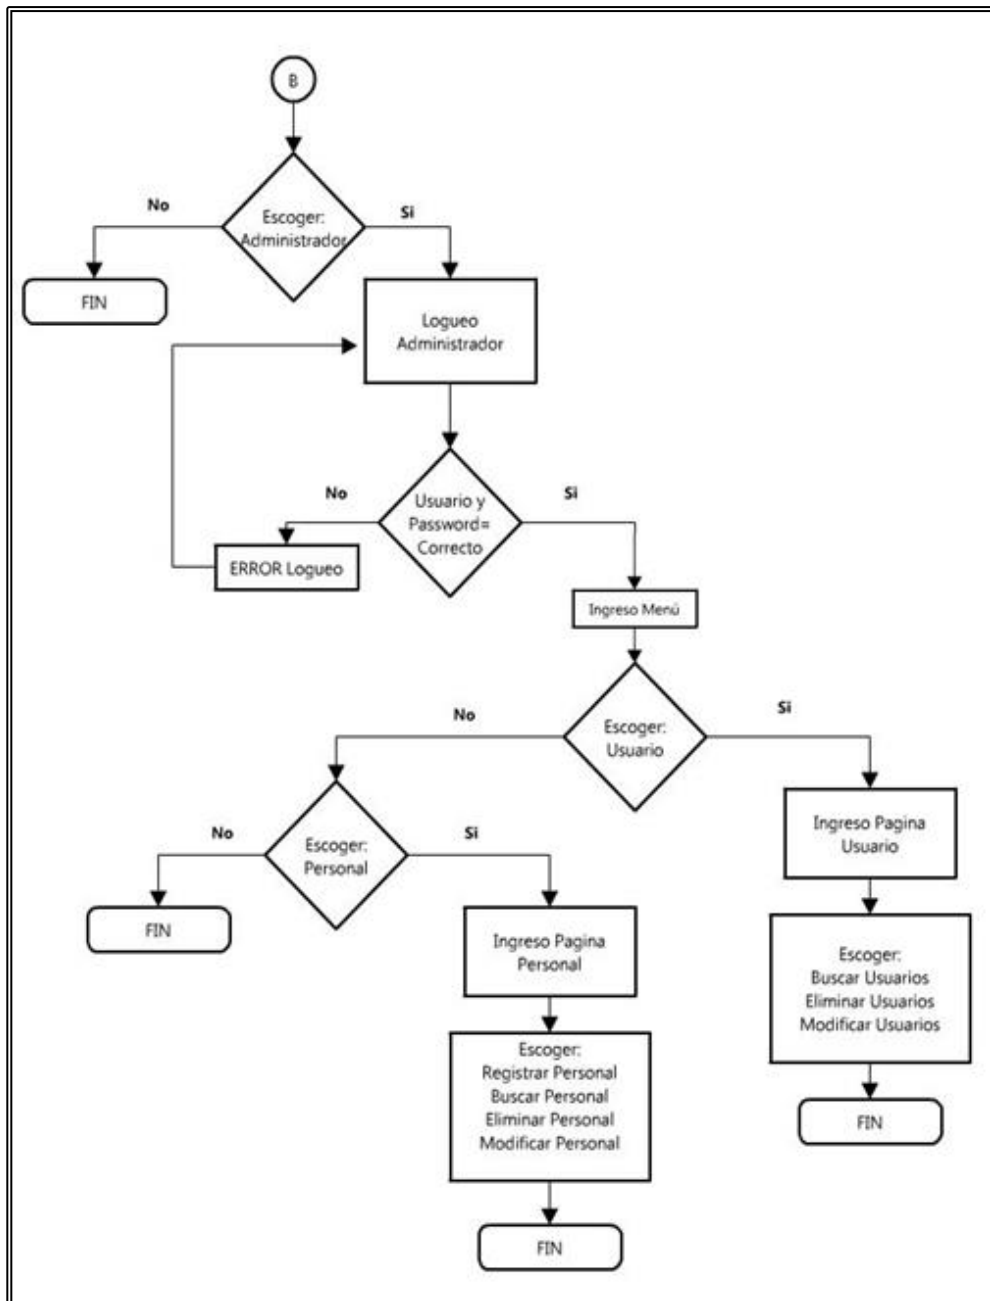 B
Escoger:
Administrador
No
Si
FIN
Logueo
Administrador
Usuario y
Password=
Correcto
No
Si
ERROR Logueo
Ingreso Menú
Escoger:
Usuario
No
Si
Ingreso Pagina
Usuario
Escoger:
Personal
No
Si
FIN
Ingreso Pagina
Personal
Escoger:
Buscar Usuarios
Eliminar Usuarios
Modificar Usuarios
Escoger:
Registrar Personal
Buscar Personal
Eliminar Personal
Modificar Personal
FIN
FIN